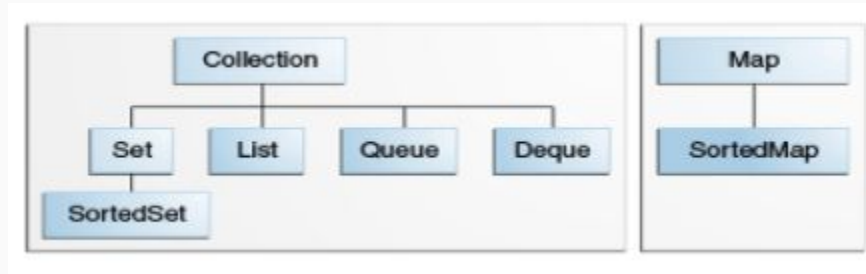 Collection
Map
Set
List
Queue
Deque
SortedMap
SortedSet